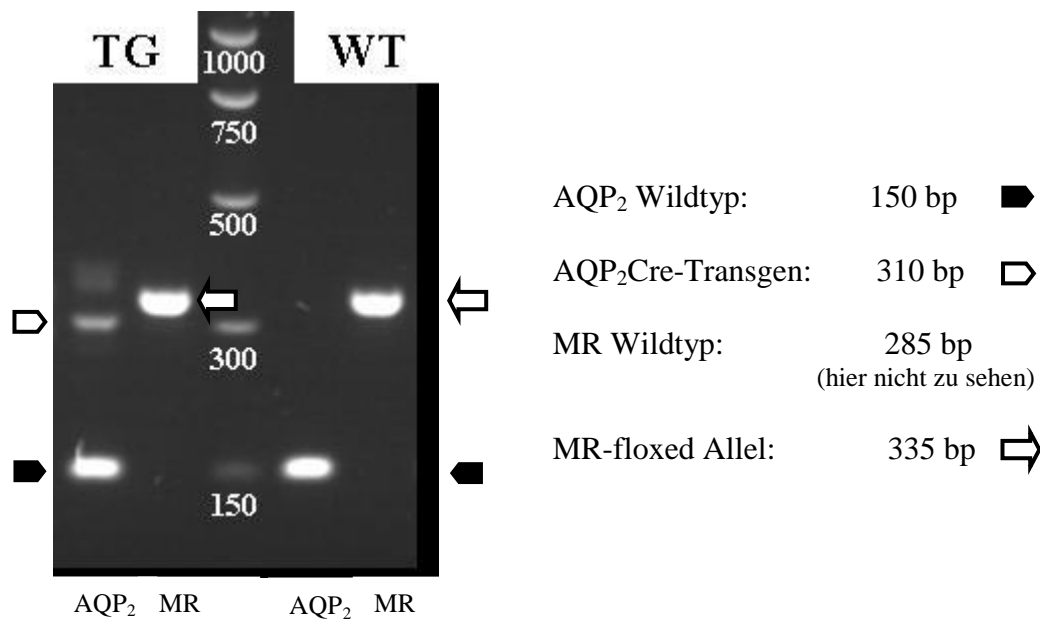 TG
WT
1000
750
500
300
150
AQP₂ MR
AQP₂ MR
AQP₂ Wildtyp: 150 bp
AQP₂Cre-Transgen: 310 bp
MR Wildtyp: 285 bp
(hier nicht zu sehen)
MR-floxed Allel: 335 bp